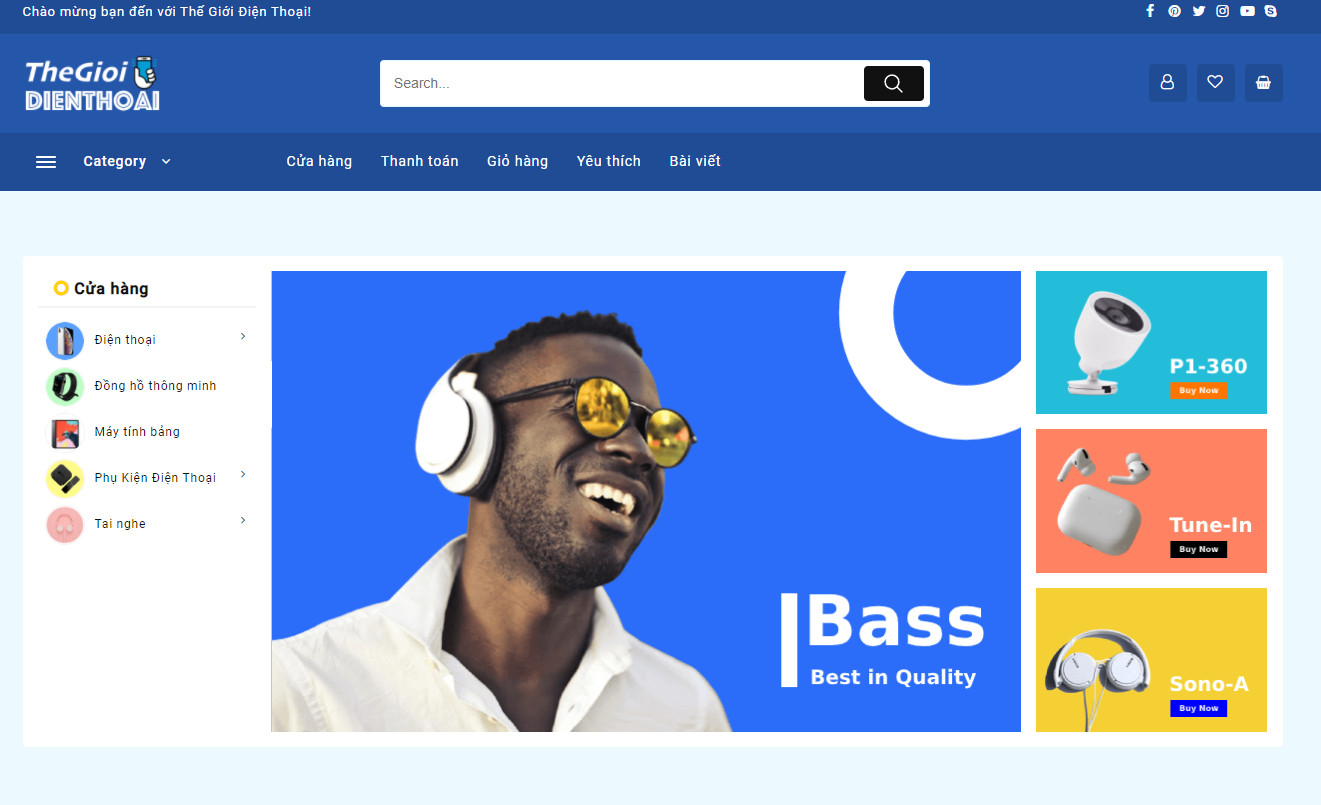 Chào mừng bạn đến với Thế Giới Điện Thoại!
TheGioi
DIENTHOAI
Search...
Category
Cửa hàng
Thanh toán
Giỏ hàng
Yêu thích
Bài viết
Cửa hàng
Điện thoại
Đồng hồ thông minh
Máy tính bảng
Phụ Kiện Điện Thoại
Tai nghe
Bass
Best in Quality
P1-360
Buy Now
Tune-In
Buy Now
Sono-A
Buy Now